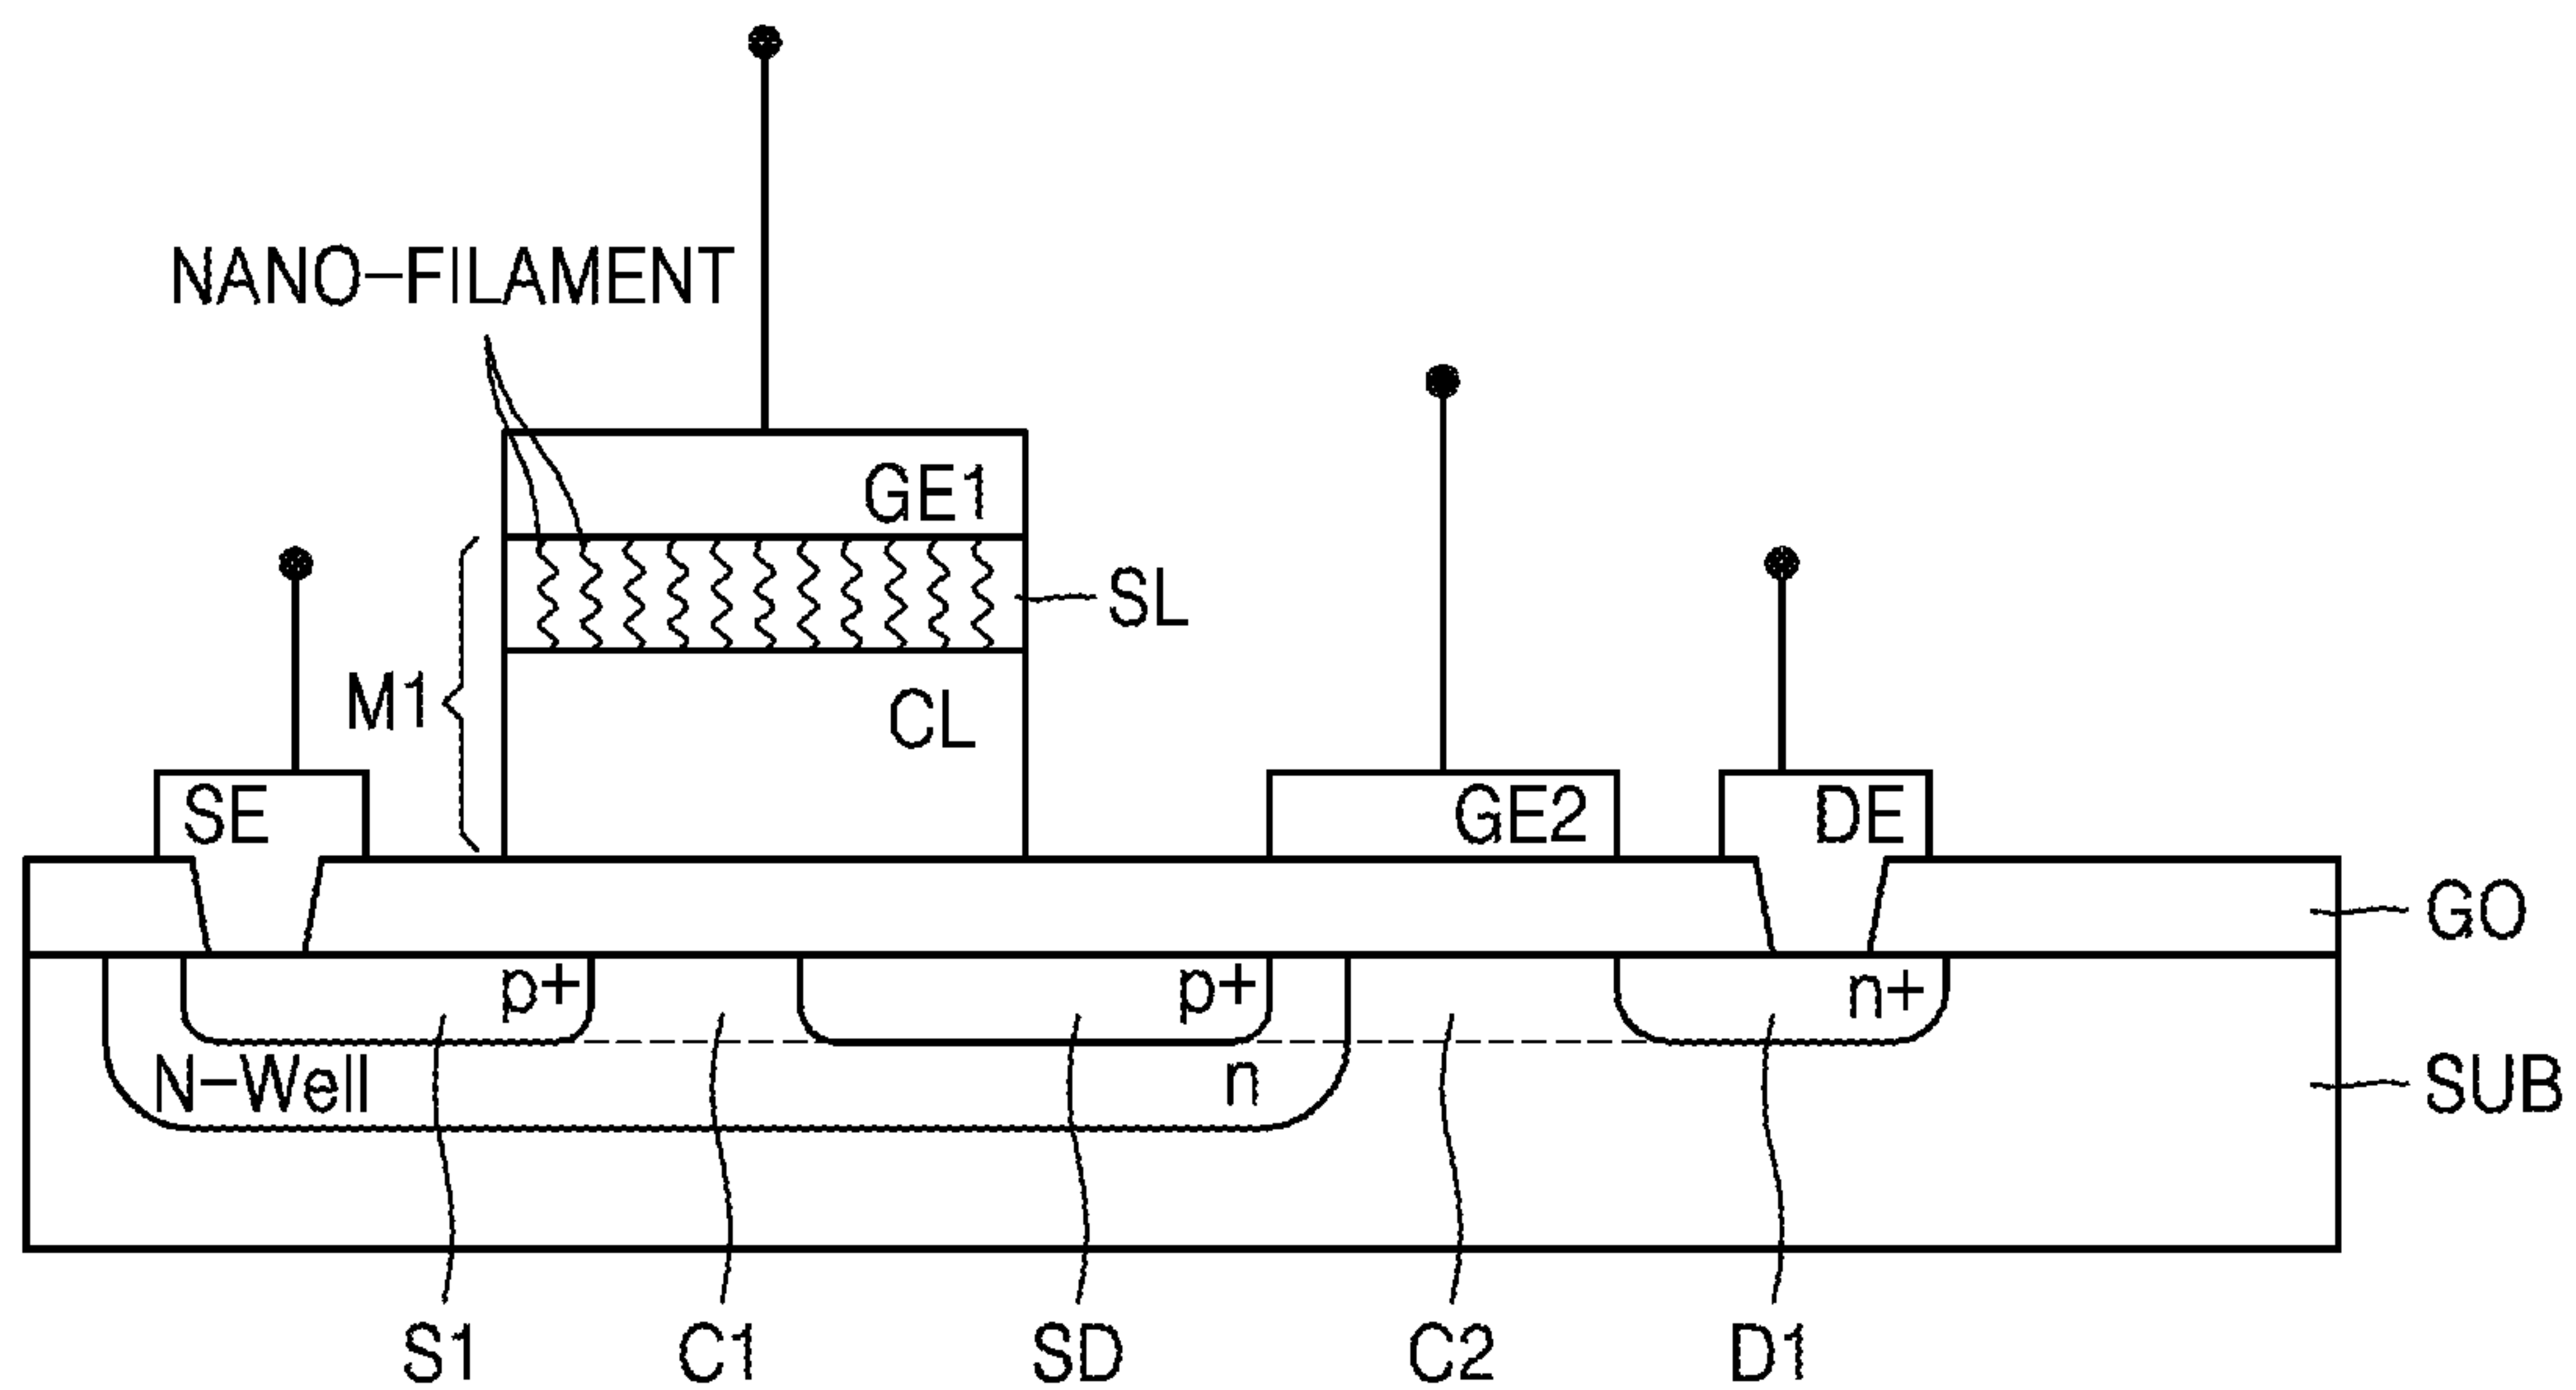 NANO-FILAMENT
GE1
SL
M1
CL
SE
GE2
DE
GO
p+
p+
n+
N-Well
n
SUB
S1
C1
SD
C2
D1